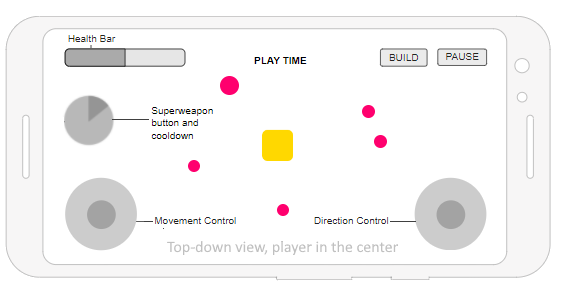 Health Bar
PLAY TIME
BUILD
PAUSE
Superweapon
button and
cooldown
Movement Control
Direction Control
Top-down view, player in the center